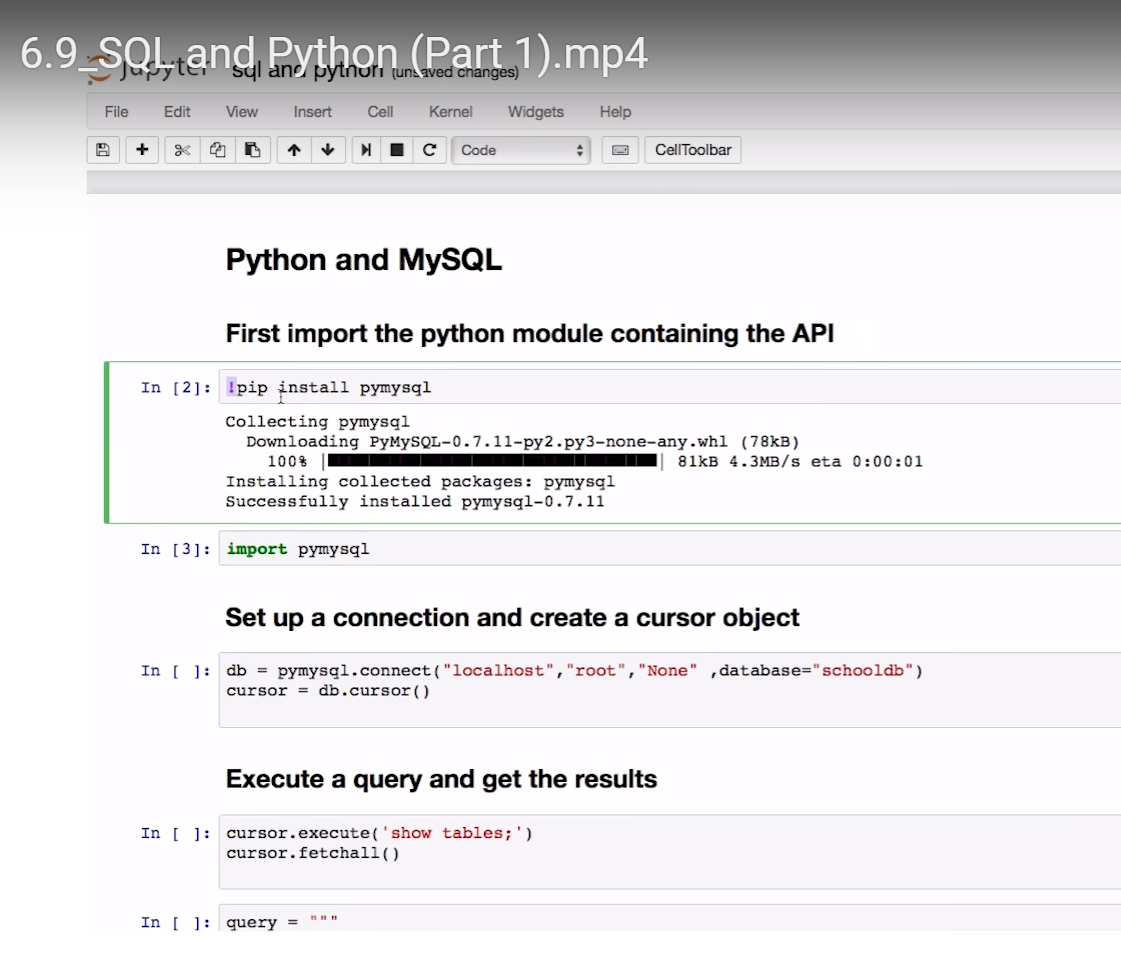 6.9_SQL and Python (Part 1).mp4
jupyter sql and python (unsaved changes)
File Edit View Insert Cell Kernel Widgets Help
Code CellToolbar
Python and MySQL
First import the python module containing the API
In [2]: !pip install pymysql
Collecting pymysql
Downloading PyMySQL-0.7.11-py2.py3-none-any.whl (78kB)
100% | | 81kB 4.3MB/s eta 0:00:01
Installing collected packages: pymysql
Successfully installed pymysql-0.7.11
In [3]: import pymysql
Set up a connection and create a cursor object
In [ ]: db = pymysql.connect("localhost","root","None" ,database="schooldb")
cursor = db.cursor()
Execute a query and get the results
In [ ]: cursor.execute('show tables;')
cursor.fetchall()
In [ ]: query = """